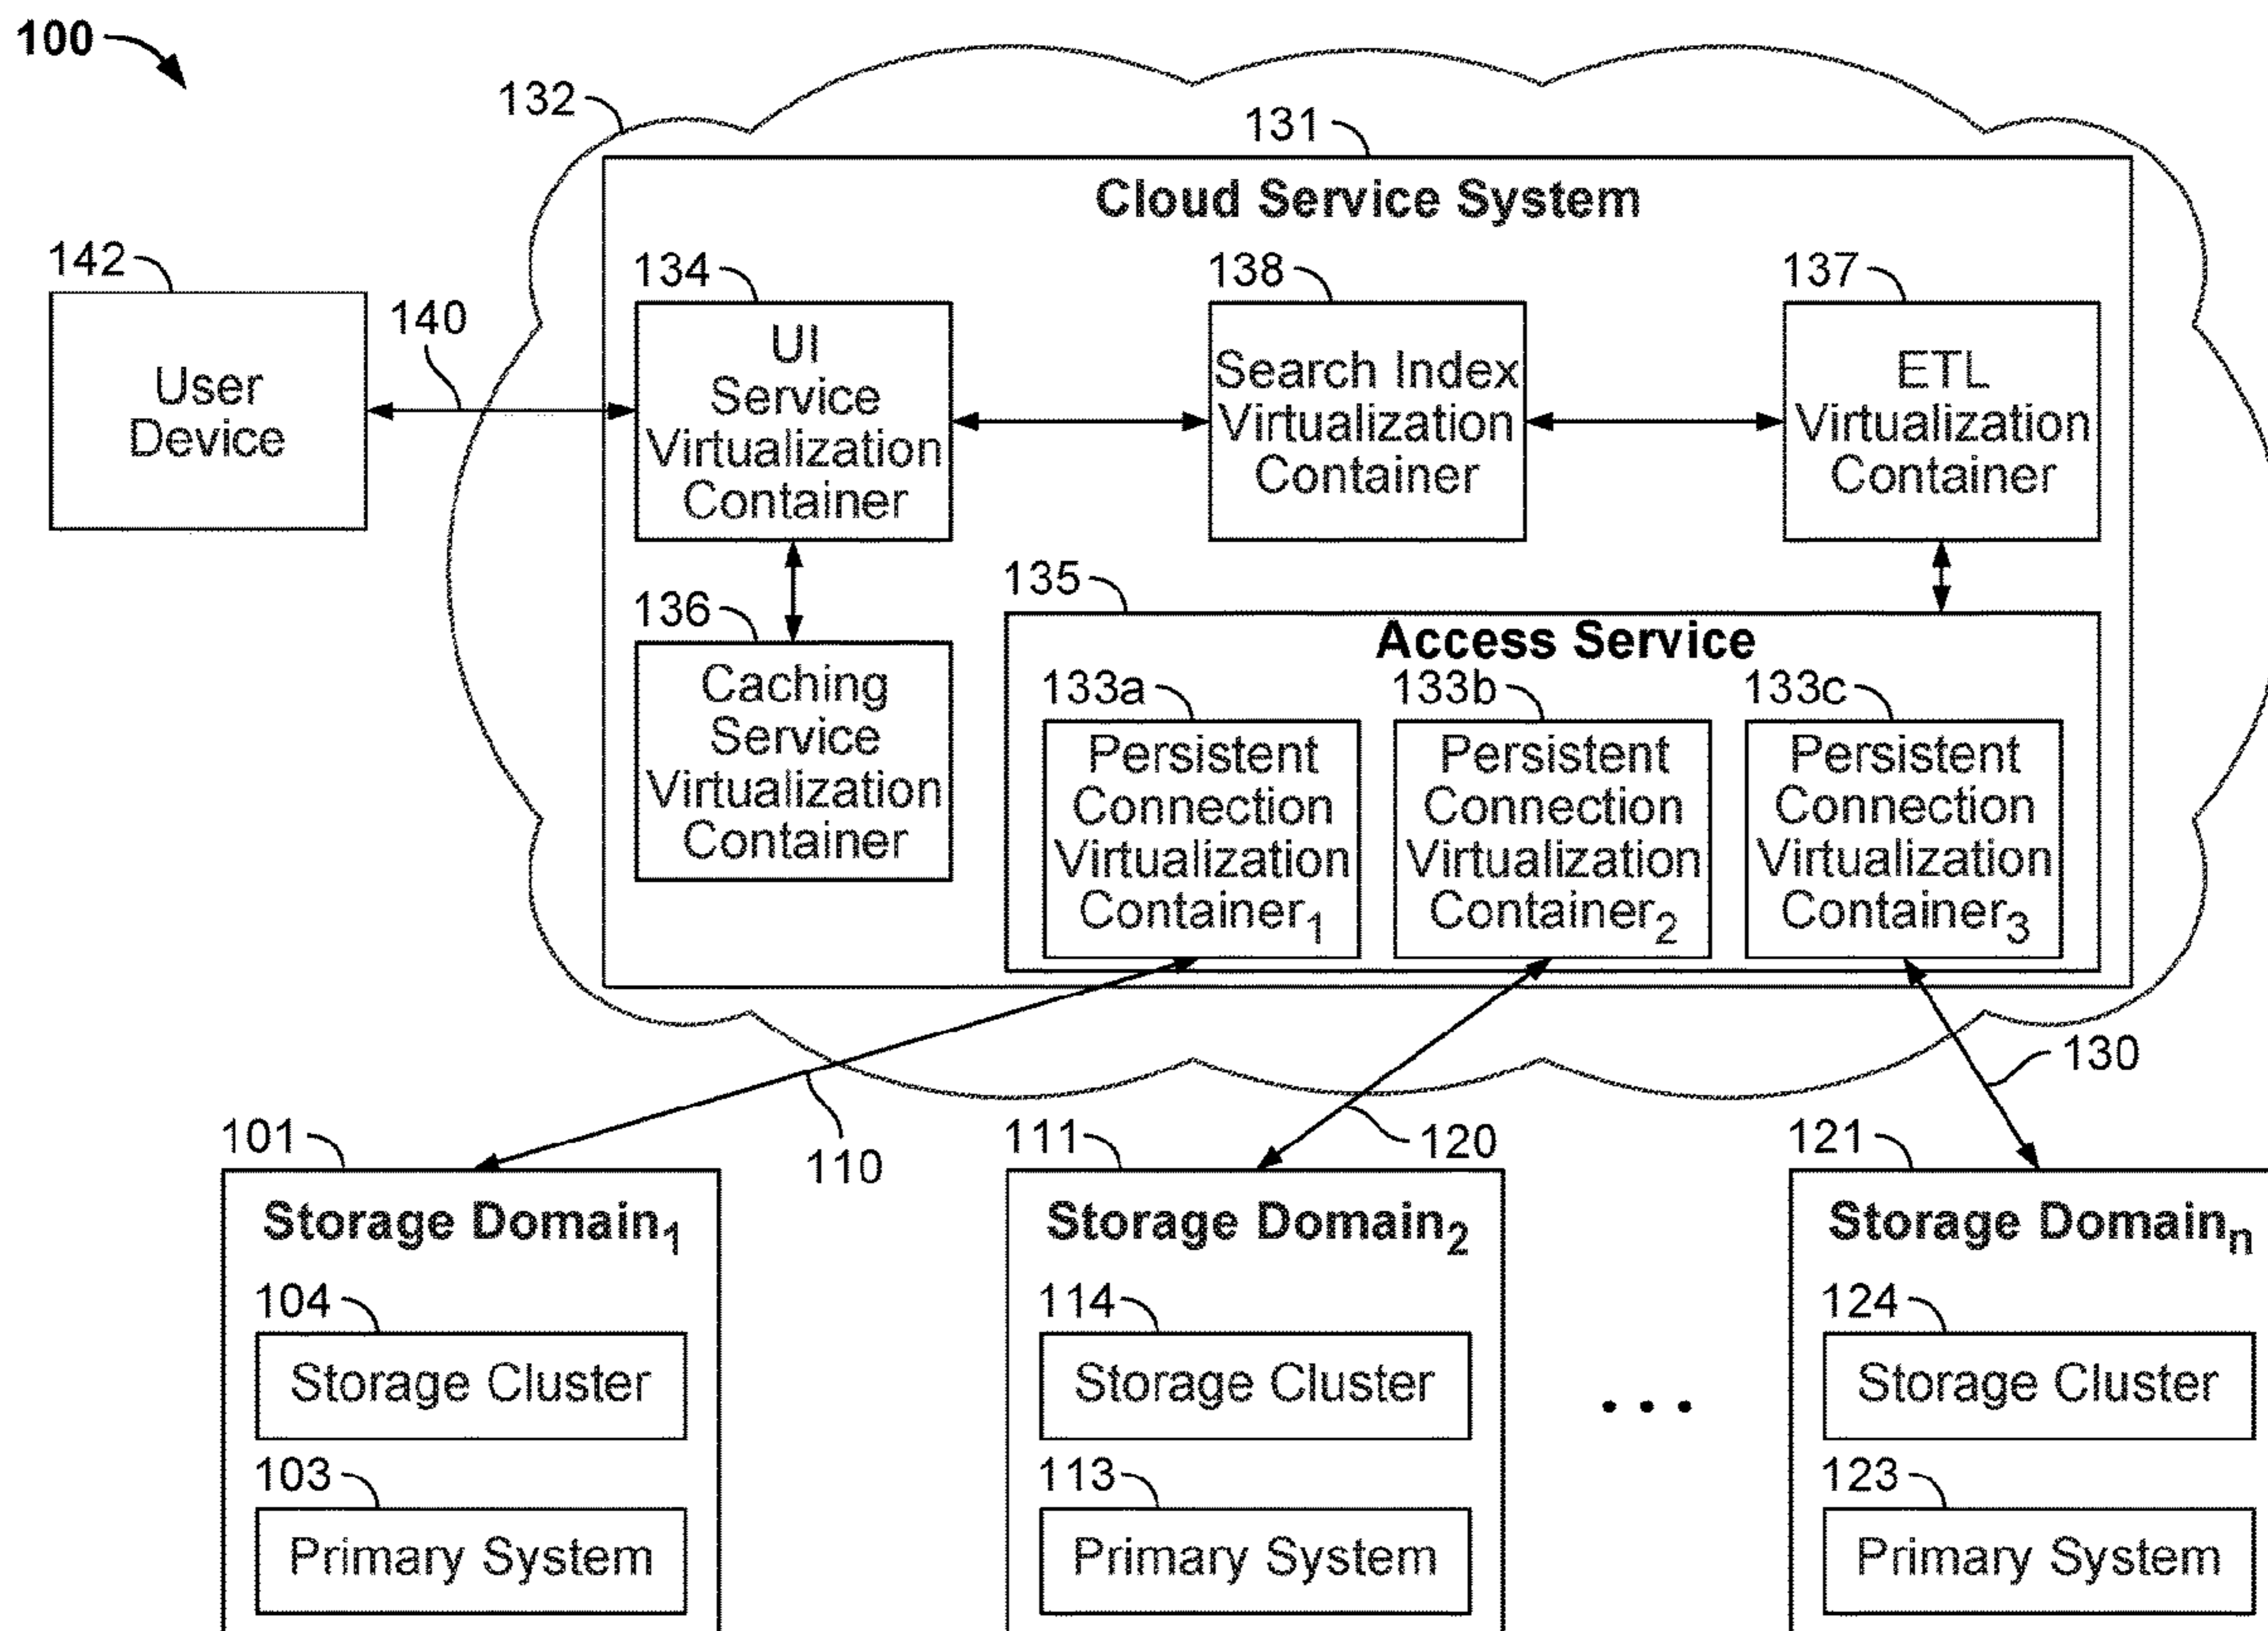 100
132
131
Cloud Service System
142
User
Device
140
134
UI
Service
Virtualization
Container
138
Search Index
Virtualization
Container
137
ETL
Virtualization
Container
136
Caching
Service
Virtualization
Container
135
Access Service
133a
Persistent
Connection
Virtualization
Container₁
133b
Persistent
Connection
Virtualization
Container₂
133c
Persistent
Connection
Virtualization
Container₃
110
120
130
101
Storage Domain₁
104
Storage Cluster
103
Primary System
111
Storage Domain₂
114
Storage Cluster
113
Primary System
. . .
121
Storage Domainₙ
124
Storage Cluster
123
Primary System